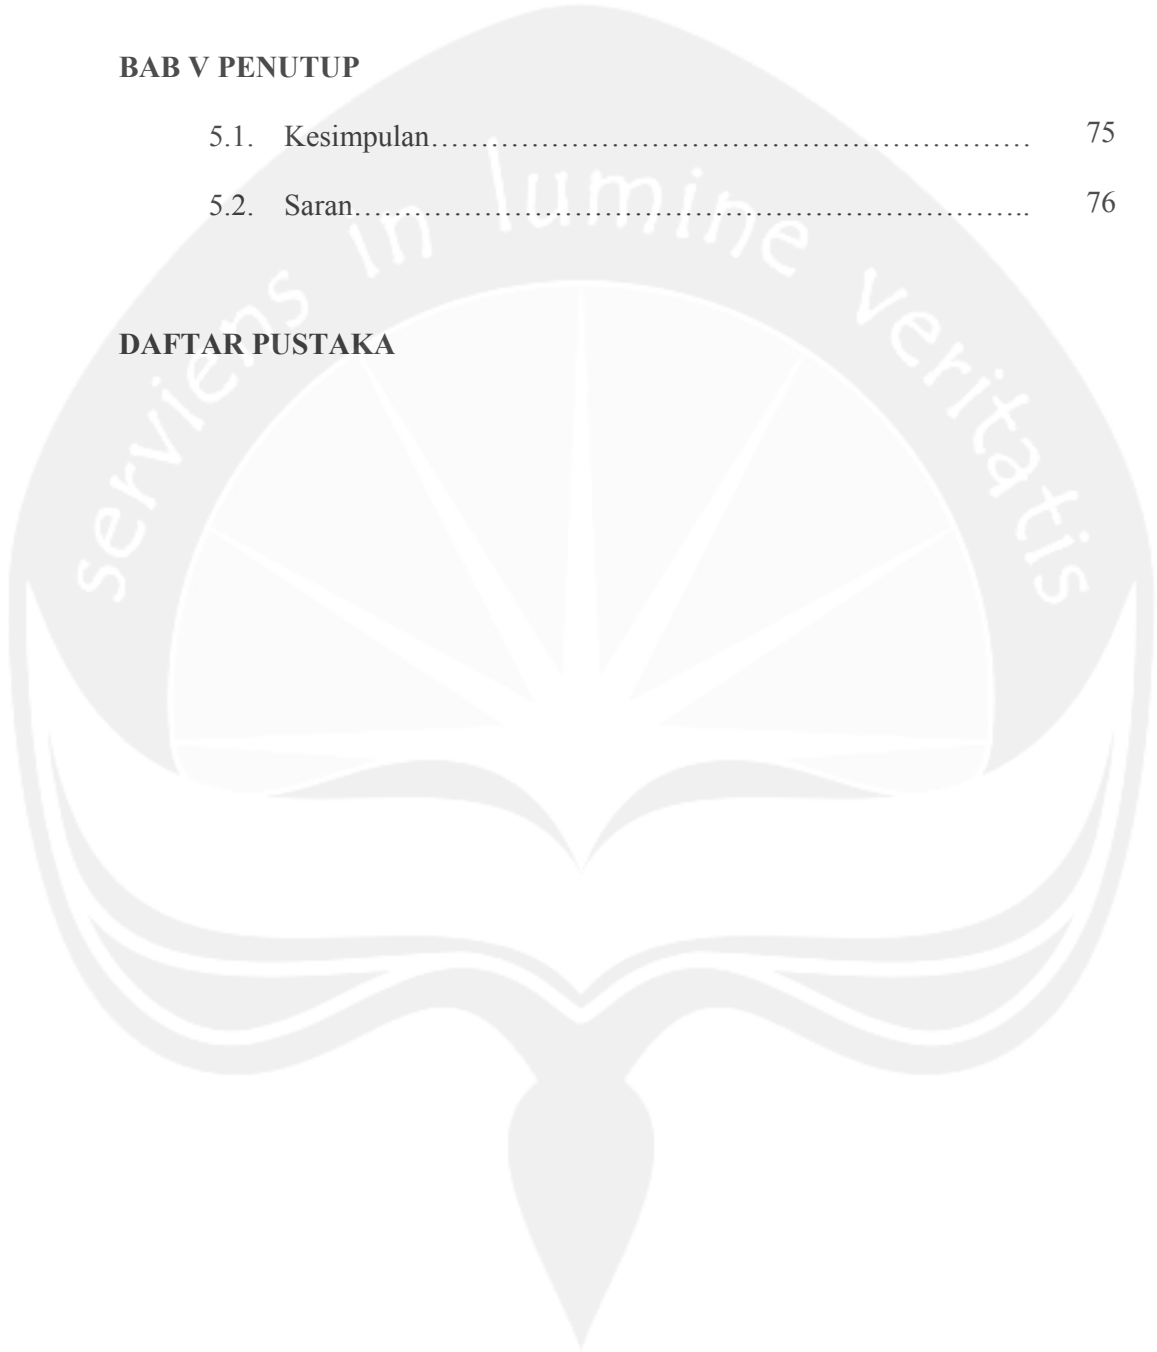 BAB V PENUTUP
5.1. Kesimpulan………………………………………………………… 75
5.2. Saran……………………………………………………………….. 76
serviens in lumine veritatis
DAFTAR PUSTAKA